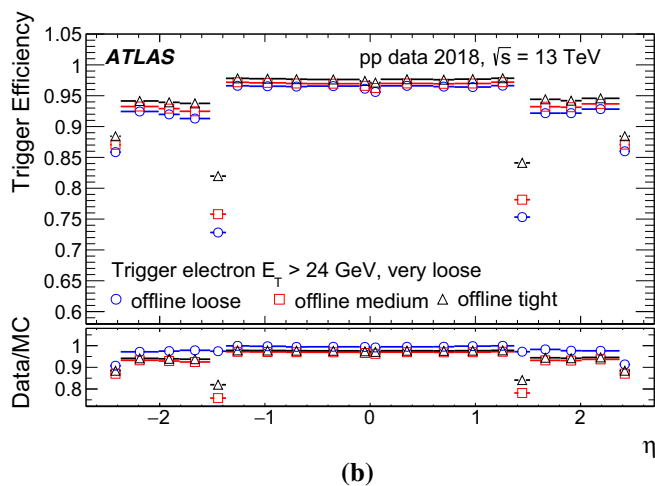 ATLAS pp data 2018, √s = 13 TeV
Trigger Efficiency
1.05
1
0.95
0.9
0.85
0.8
0.75
0.7
0.65
0.6
Trigger electron E_T > 24 GeV, very loose
offline loose offline medium offline tight
Data/MC
1
0.9
0.8
−2 −1 0 1 2
η
(b)